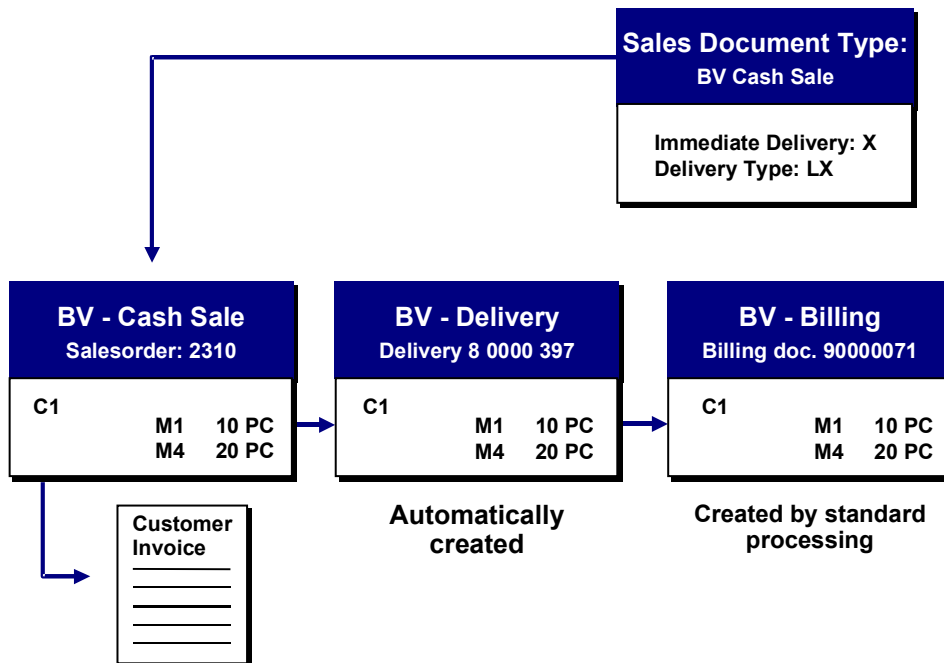 Sales Document Type:
BV Cash Sale
Immediate Delivery: X
Delivery Type: LX
BV - Cash Sale
Salesorder: 2310
C1
M1 10 PC
M4 20 PC
BV - Delivery
Delivery 8 0000 397
C1
M1 10 PC
M4 20 PC
BV - Billing
Billing doc. 90000071
C1
M1 10 PC
M4 20 PC
Customer
Invoice
Automatically
created
Created by standard
processing